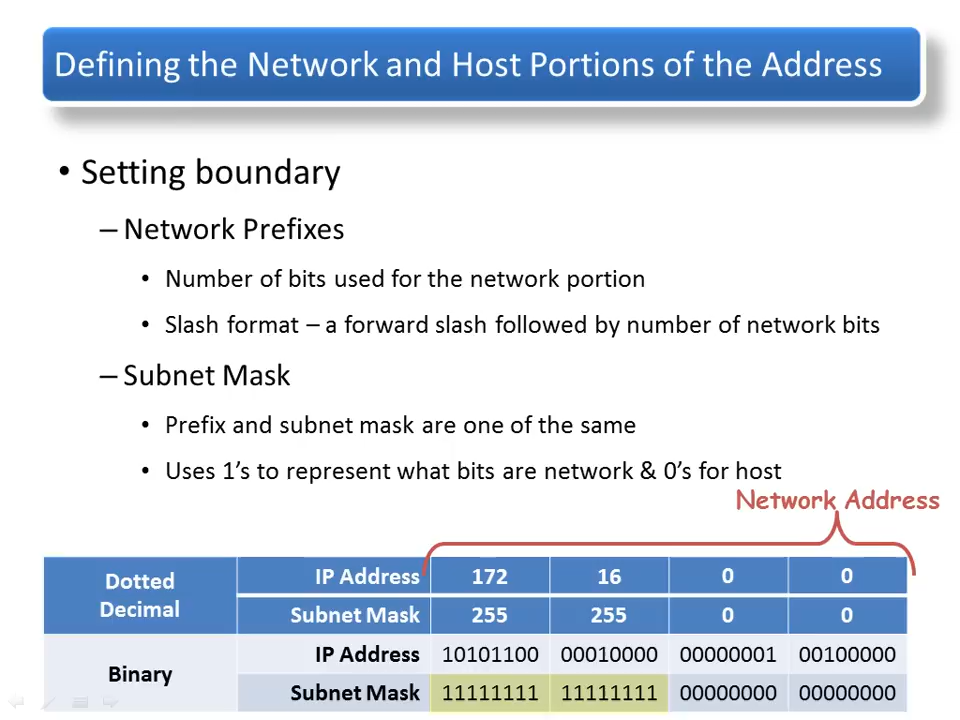 Defining the Network and Host Portions of the Address
• Setting boundary
– Network Prefixes
• Number of bits used for the network portion
• Slash format – a forward slash followed by number of network bits
– Subnet Mask
• Prefix and subnet mask are one of the same
• Uses 1’s to represent what bits are network & 0’s for host
Network Address
Dotted Decimal
IP Address 172 16 0 0
Subnet Mask 255 255 0 0
Binary
IP Address 10101100 00010000 00000001 00100000
Subnet Mask 11111111 11111111 00000000 00000000